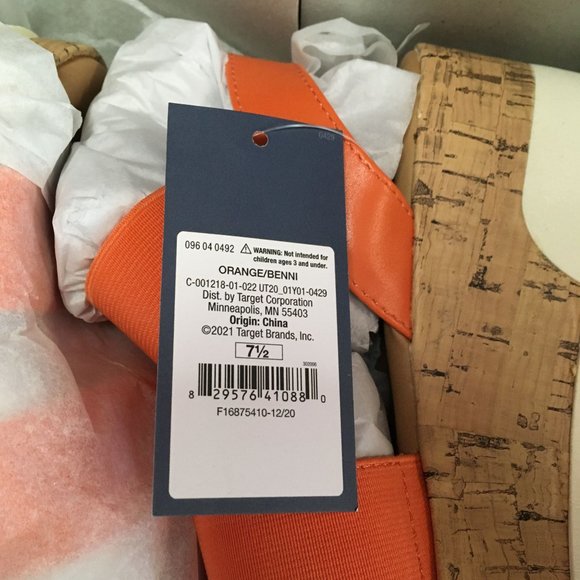 0429
096 04 0492 ⚠ WARNING: Not intended for
children ages 3 and under.
ORANGE/BENNI
C-001218-01-022 UT20_01Y01-0429
Dist. by Target Corporation
Minneapolis, MN 55403
Origin: China
©2021 Target Brands, Inc.
7½
302006
8 29576 41088 0
F16875410-12/20